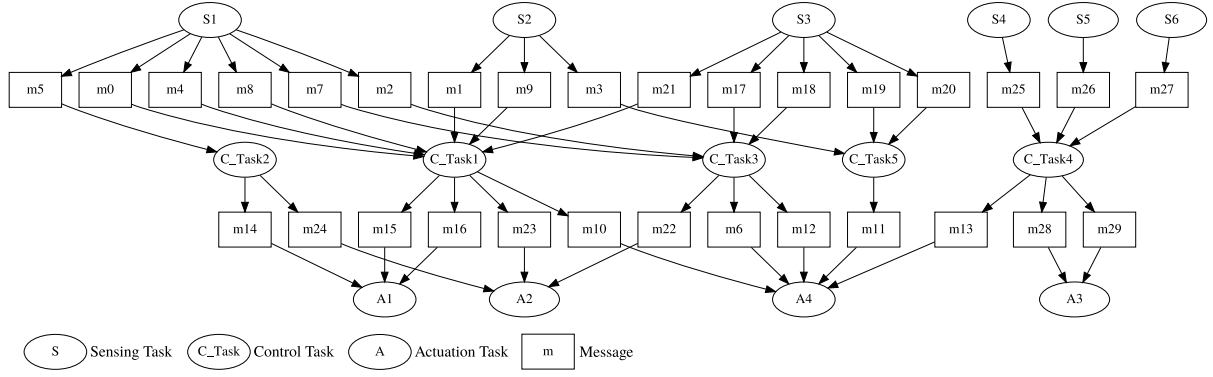 S1 S2 S3 S4 S5 S6
m5 m0 m4 m8 m7 m2 m1 m9 m3 m21 m17 m18 m19 m20 m25 m26 m27
C_Task2 C_Task1 C_Task3 C_Task5 C_Task4
m14 m24 m15 m16 m23 m10 m22 m6 m12 m11 m13 m28 m29
A1 A2 A4 A3
S Sensing Task C_Task Control Task A Actuation Task m Message